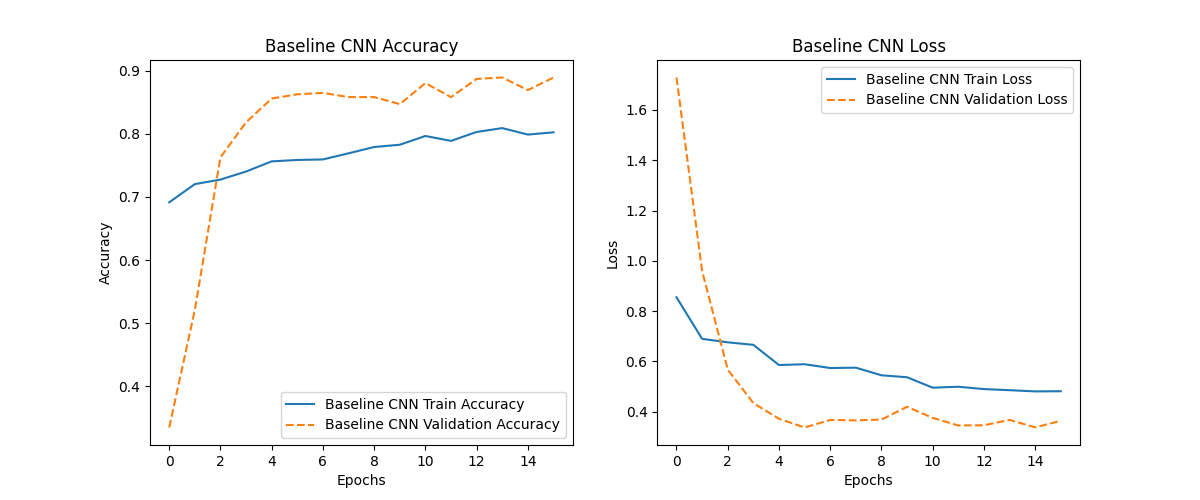 Baseline CNN Accuracy
Accuracy
0.9
0.8
0.7
0.6
0.5
0.4
Baseline CNN Train Accuracy
Baseline CNN Validation Accuracy
0 2 4 6 8 10 12 14
Epochs
Baseline CNN Loss
Loss
1.6
1.4
1.2
1.0
0.8
0.6
0.4
Baseline CNN Train Loss
Baseline CNN Validation Loss
0 2 4 6 8 10 12 14
Epochs